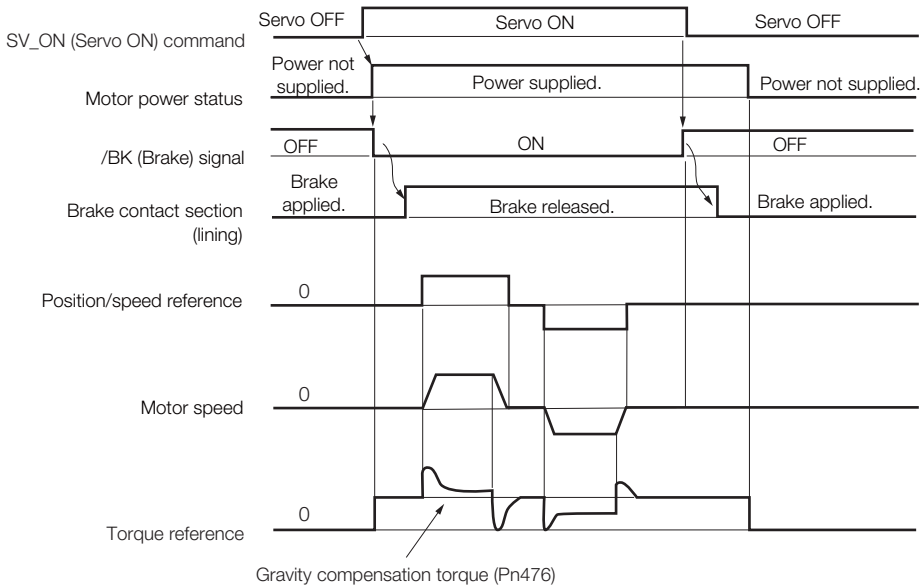 Servo OFF
Servo ON
Servo OFF
SV_ON (Servo ON) command
Power not
supplied.
Power supplied.
Power not supplied.
Motor power status
OFF
ON
OFF
/BK (Brake) signal
Brake
applied.
Brake released.
Brake applied.
Brake contact section
(lining)
0
Position/speed reference
0
Motor speed
0
Torque reference
Gravity compensation torque (Pn476)